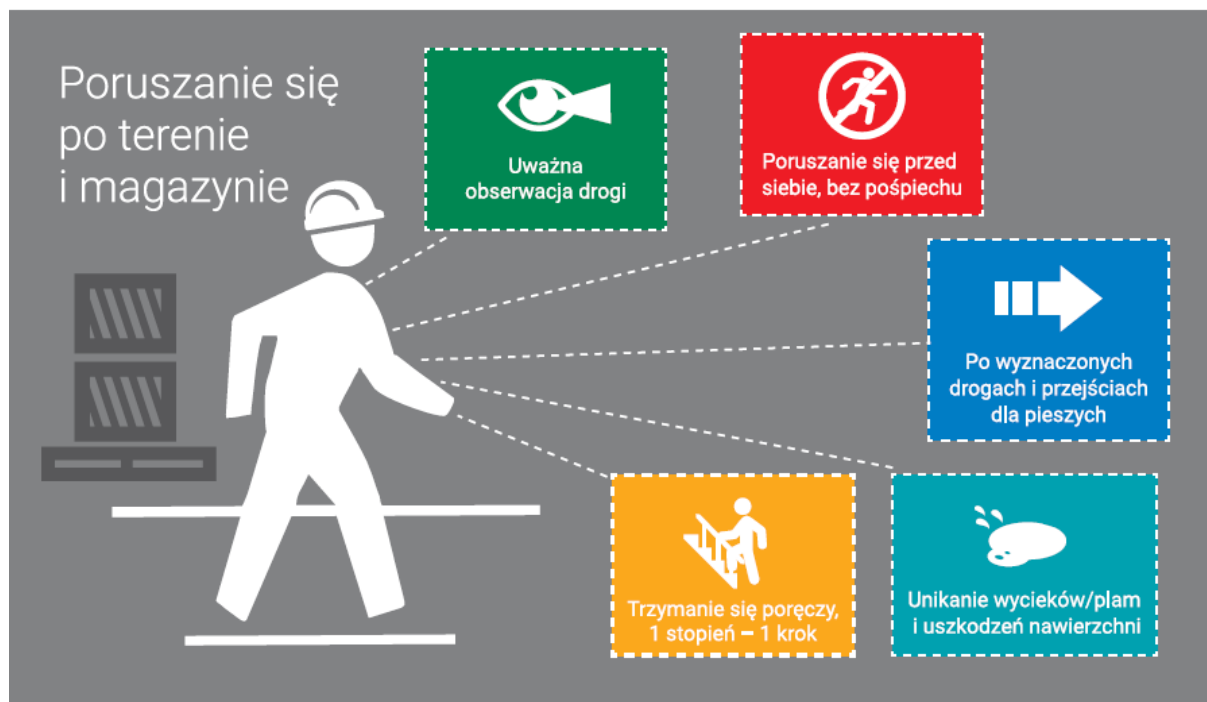 Poruszanie się
po terenie
i magazynie
Uważna
obserwacja drogi
Poruszanie się przed
siebie, bez pośpiechu
Po wyznaczonych
drogach i przejściach
dla pieszych
Trzymanie się poręczy,
1 stopień – 1 krok
Unikanie wycieków/plam
i uszkodzeń nawierzchni